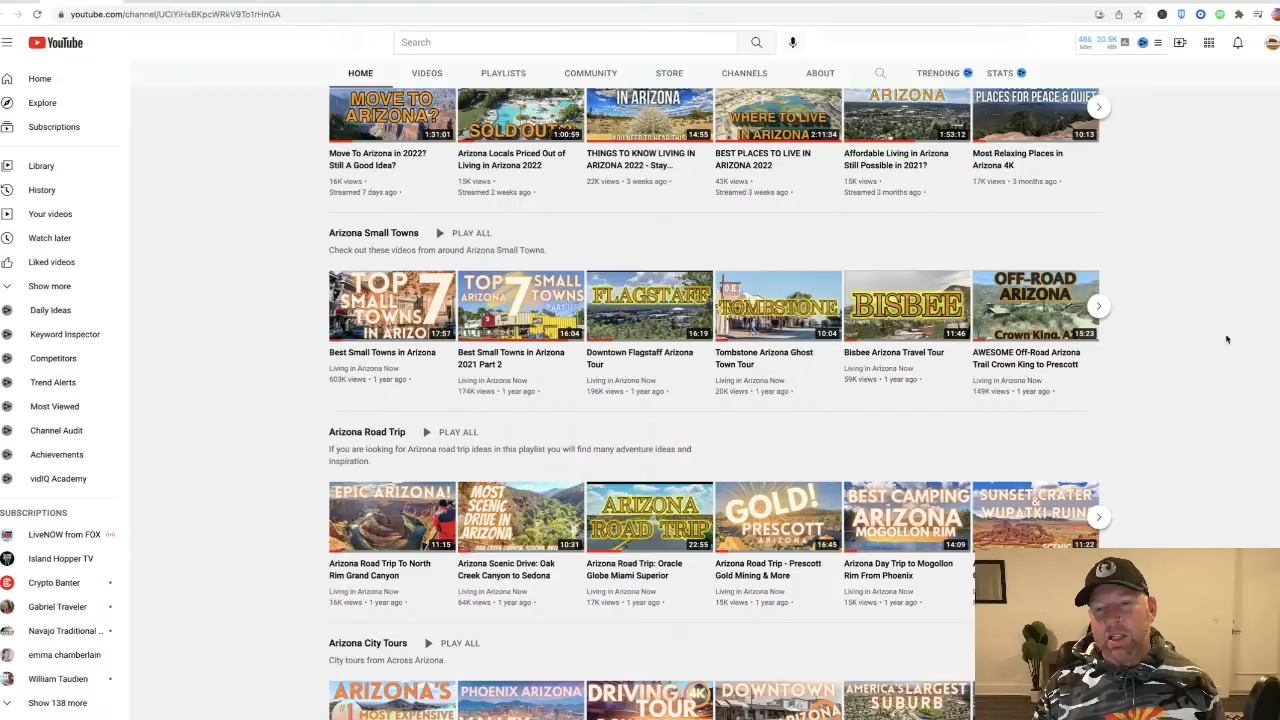 youtube.com/channel/UCiYiHxBKpcWRkV9To1rHnGA
YouTube
Search
486 20.5K
60m 48h
HOME VIDEOS PLAYLISTS COMMUNITY STORE CHANNELS ABOUT TRENDING STATS
Home
Explore
Subscriptions
Library
History
Your videos
Watch later
Liked videos
Show more
Daily Ideas
Keyword Inspector
Competitors
Trend Alerts
Most Viewed
Channel Audit
Achievements
vidIQ Academy
SUBSCRIPTIONS
LiveNOW from FOX
Island Hopper TV
Crypto Banter
Gabriel Traveler
Navajo Traditional ...
emma chamberlain
William Taudien
Show 138 more
MOVE TO
ARIZONA?
1:31:01
Move To Arizona in 2022?
Still A Good Idea?
16K views •
Streamed 7 days ago •
SOLD OUT
1:00:59
Arizona Locals Priced Out of
Living in Arizona 2022
15K views •
Streamed 2 weeks ago •
IN ARIZONA
YOU NEED TO HEAR THIS
14:55
THINGS TO KNOW LIVING IN
ARIZONA 2022 - Stay...
22K views • 3 weeks ago •
WHERE TO LIVE
IN ARIZONA
2:11:34
BEST PLACES TO LIVE IN
ARIZONA 2022
43K views •
Streamed 3 weeks ago •
ARIZONA
1:53:12
Affordable Living in Arizona
Still Possible in 2021?
15K views •
Streamed 3 months ago •
PLACES FOR PEACE & QUIET
10:13
Most Relaxing Places in
Arizona 4K
17K views • 3 months ago •
Arizona Small Towns PLAY ALL
Check out these videos from around Arizona Small Towns.
TOP 7
SMALL
TOWNS
IN ARIZO
17:57
Best Small Towns in Arizona
Living in Arizona Now
603K views • 1 year ago •
TOP 7 SMALL
ARIZONA TOWNS
PART II
16:04
Best Small Towns in Arizona
2021 Part 2
Living in Arizona Now
174K views • 1 year ago •
FLAGSTAFF
16:19
Downtown Flagstaff Arizona
Tour
Living in Arizona Now
196K views • 1 year ago •
O.K.
TOMBSTONE
10:04
Tombstone Arizona Ghost
Town Tour
Living in Arizona Now
20K views • 1 year ago •
BISBEE
11:46
Bisbee Arizona Travel Tour
Living in Arizona Now
59K views • 1 year ago •
OFF-ROAD
ARIZONA
Crown King, AZ
15:23
AWESOME Off-Road Arizona
Trail Crown King to Prescott
Living in Arizona Now
149K views • 1 year ago •
Arizona Road Trip PLAY ALL
If you are looking for Arizona road trip ideas in this playlist you will find many adventure ideas and
inspiration.
EPIC ARIZONA!
11:15
Arizona Road Trip To North
Rim Grand Canyon
Living in Arizona Now
16K views • 1 year ago •
MOST
SCENIC
DRIVE IN
ARIZONA
10:31
Arizona Scenic Drive: Oak
Creek Canyon to Sedona
Living in Arizona Now
64K views • 1 year ago •
ARIZONA
ROAD TRIP
22:55
Arizona Road Trip: Oracle
Globe Miami Superior
Living in Arizona Now
17K views • 1 year ago •
GOLD!
PRESCOTT
ARIZONA
16:45
Arizona Road Trip - Prescott
Gold Mining & More
Living in Arizona Now
15K views • 1 year ago •
BEST CAMPING
ARIZONA
MOGOLLON RIM
14:09
Arizona Day Trip to Mogollon
Rim From Phoenix
Living in Arizona Now
15K views • 1 year ago •
SUNSET CRATER
&
WUPATKI RUIN
11:22
Arizona City Tours PLAY ALL
City tours from Across Arizona.
ARIZONA'S
#1 MOST EXPENSIVE
PHOENIX ARIZONA
VALLEY
DRIVING 4K
TOUR
DOWNTOWN
ARIZONA
AMERICA'S LARGEST
SUBURB